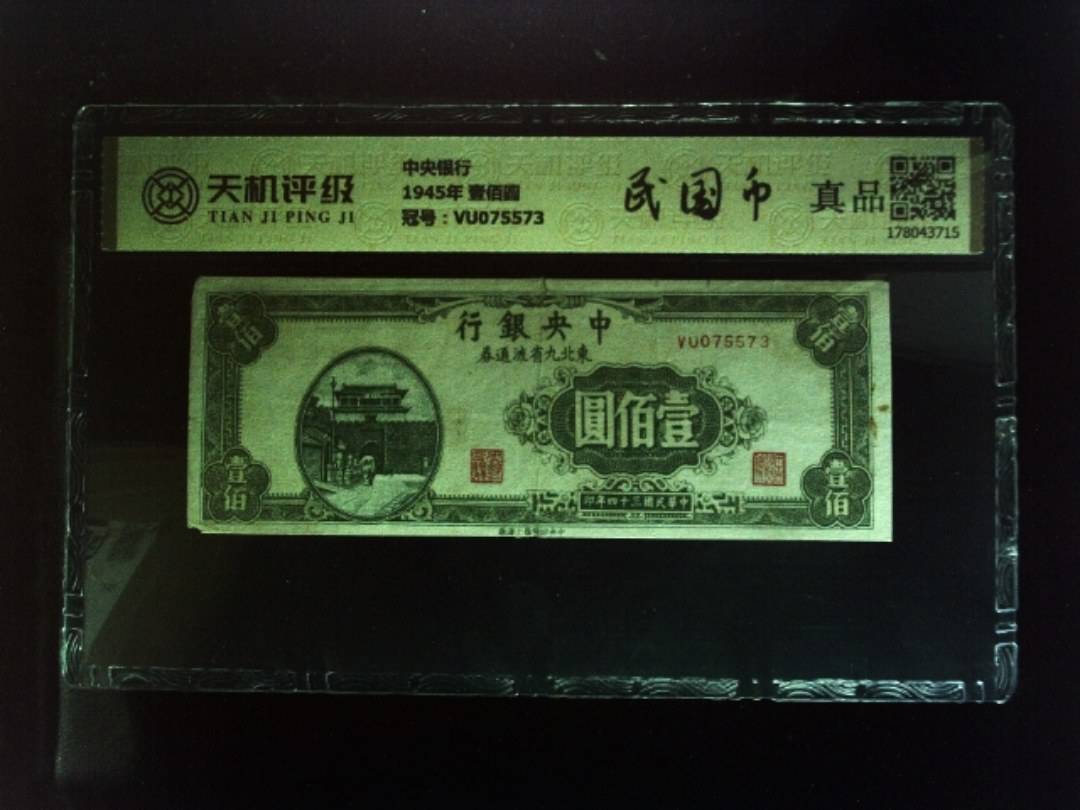 天机评级
TIAN JI PING JI
中央银行
1945年 壹佰圆
冠号：VU075573
民国币
真品
178043715
行銀央中
券通流省九北東
VU075573
圓佰壹
壹佰
壹佰
壹佰
壹佰
印年四十三國民華中